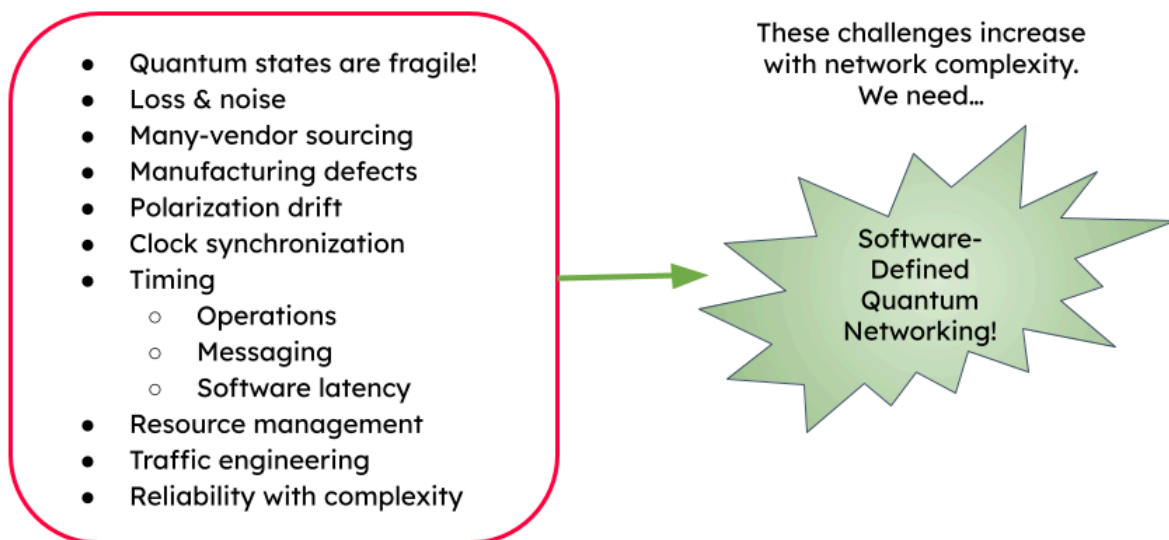 ● Quantum states are fragile!
● Loss & noise
● Many-vendor sourcing
● Manufacturing defects
● Polarization drift
● Clock synchronization
● Timing
○ Operations
○ Messaging
○ Software latency
● Resource management
● Traffic engineering
● Reliability with complexity
These challenges increase
with network complexity.
We need…
Software-
Defined
Quantum
Networking!